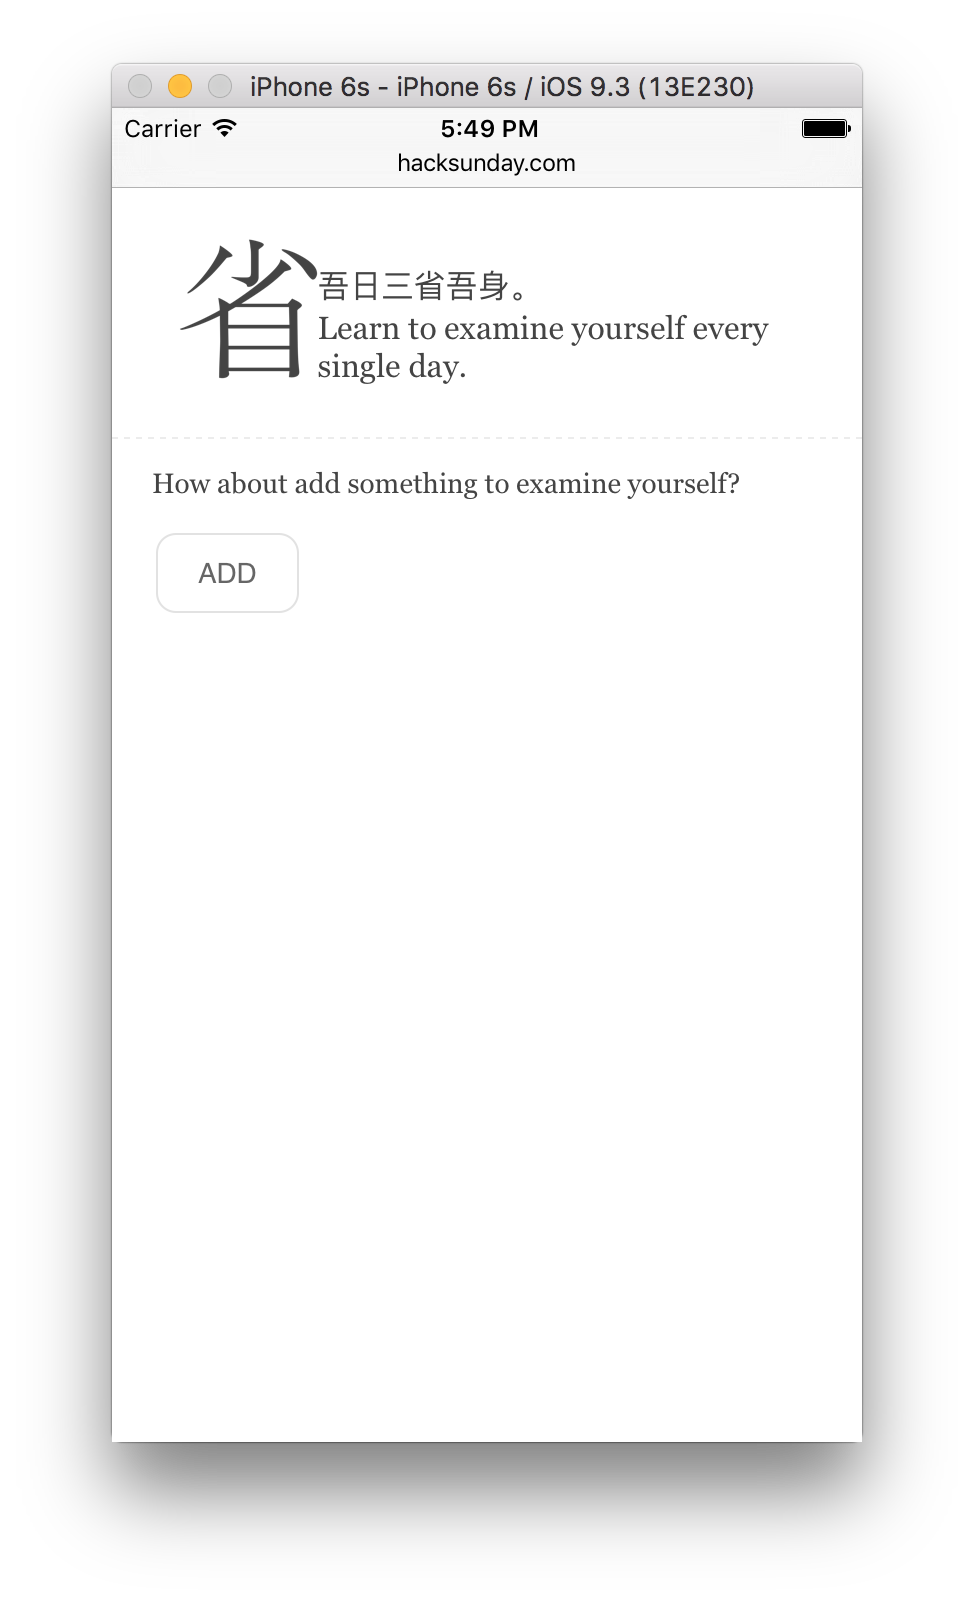 iPhone 6s - iPhone 6s / iOS 9.3 (13E230)
Carrier 5:49 PM
hacksunday.com
省
吾日三省吾身。
Learn to examine yourself every
single day.
How about add something to examine yourself?
ADD